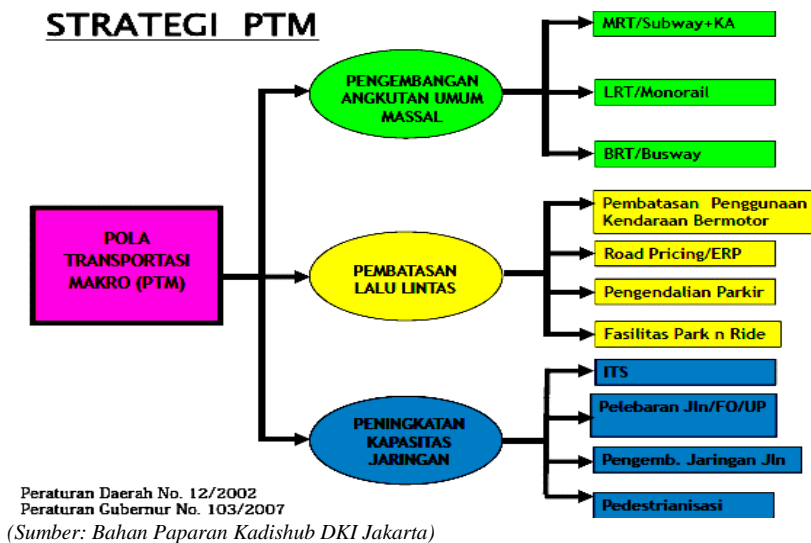 STRATEGI PTM
MRT/Subway+KA
PENGEMBANGAN
ANGKUTAN UMUM
MASSAL
LRT/Monorail
BRT/Busway
POLA
TRANSPORTASI
MAKRO (PTM)
PEMBATASAN
LALU LINTAS
Pembatasan Penggunaan
Kendaraan Bermotor
Road Pricing/ERP
Pengendalian Parkir
Fasilitas Park n Ride
PENINGKATAN
KAPASITAS
JARINGAN
ITS
Pelebaran Jln/FO/UP
Pengemb. Jaringan Jln
Pedestrianisasi
Peraturan Daerah No. 12/2002
Peraturan Gubernur No. 103/2007
(Sumber: Bahan Paparan Kadishub DKI Jakarta)